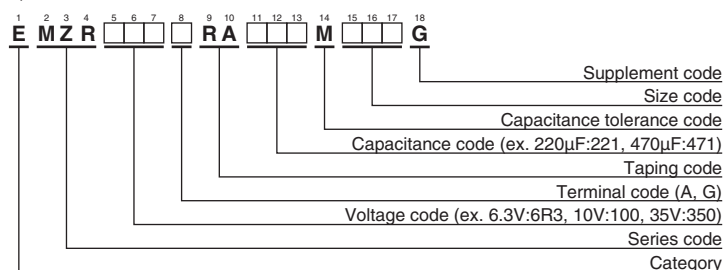 1 2 3 4 5 6 7 8 9 10 11 12 13 14 15 16 17 18
E M Z R □□□ □ R A □□□ M □□□ G
Supplement code
Size code
Capacitance tolerance code
Capacitance code (ex. 220µF:221, 470µF:471)
Taping code
Terminal code (A, G)
Voltage code (ex. 6.3V:6R3, 10V:100, 35V:350)
Series code
Category